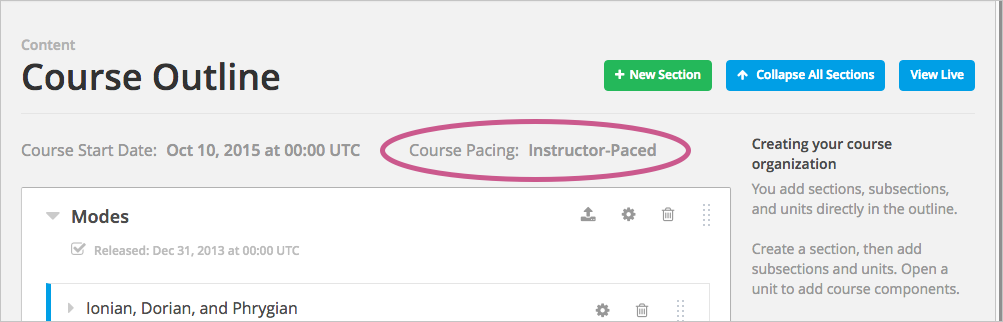 Content
Course Outline
+ New Section
Collapse All Sections
View Live
Course Start Date: Oct 10, 2015 at 00:00 UTC
Course Pacing: Instructor-Paced
Modes
Released: Dec 31, 2013 at 00:00 UTC
Ionian, Dorian, and Phrygian
Creating your course
organization
You add sections, subsections,
and units directly in the outline.
Create a section, then add
subsections and units. Open a
unit to add course components.